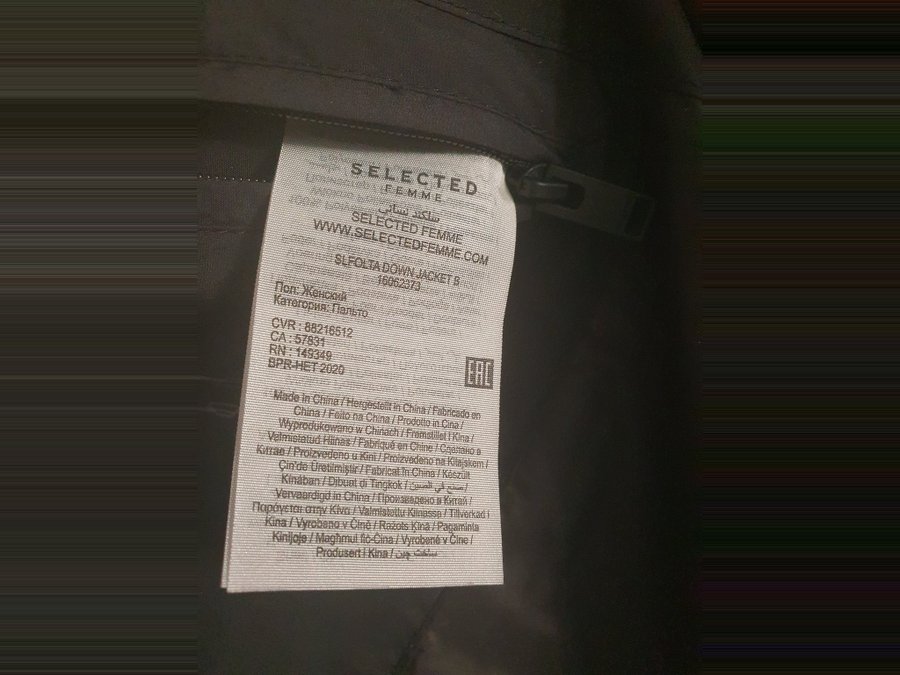 SELECTED
FEMME
سلكتد نسائي
SELECTED FEMME
WWW.SELECTEDFEMME.COM
SLFOLTA DOWN JACKET B
16062373
Пол: Женский
Категория: Пальто
CVR : 88216512
CA : 57831
RN : 149349
BPR-HET 2020
EAC
Made in China / Hergestellt in China / Fabricado en
China / Feito na China / Prodotto in Cina /
Wyprodukowano w Chinach / Fremstillet i Kina /
Valmistatud Hiinas / Fabriqué en Chine / Сделано в
Китае / Proizvedeno u Kini / Proizvedeno na Kitajskem /
Çin'de Üretilmiştir / Fabricat în China / Készült
Kínában / Dibuat di Tiongkok / صنع في الصين /
Vervaardigd in China / Произведено в Китай /
Παράγεται στην Κίνα / Valmistettu Kiinassa / Tillverkad i
Kina / Vyrobeno v Číně / Ražots Ķīnā / Pagaminta
Kinijoje / Magħmul fiċ-Ċina / Vyrobené v Číne /
Produsert i Kina / ساخت چین